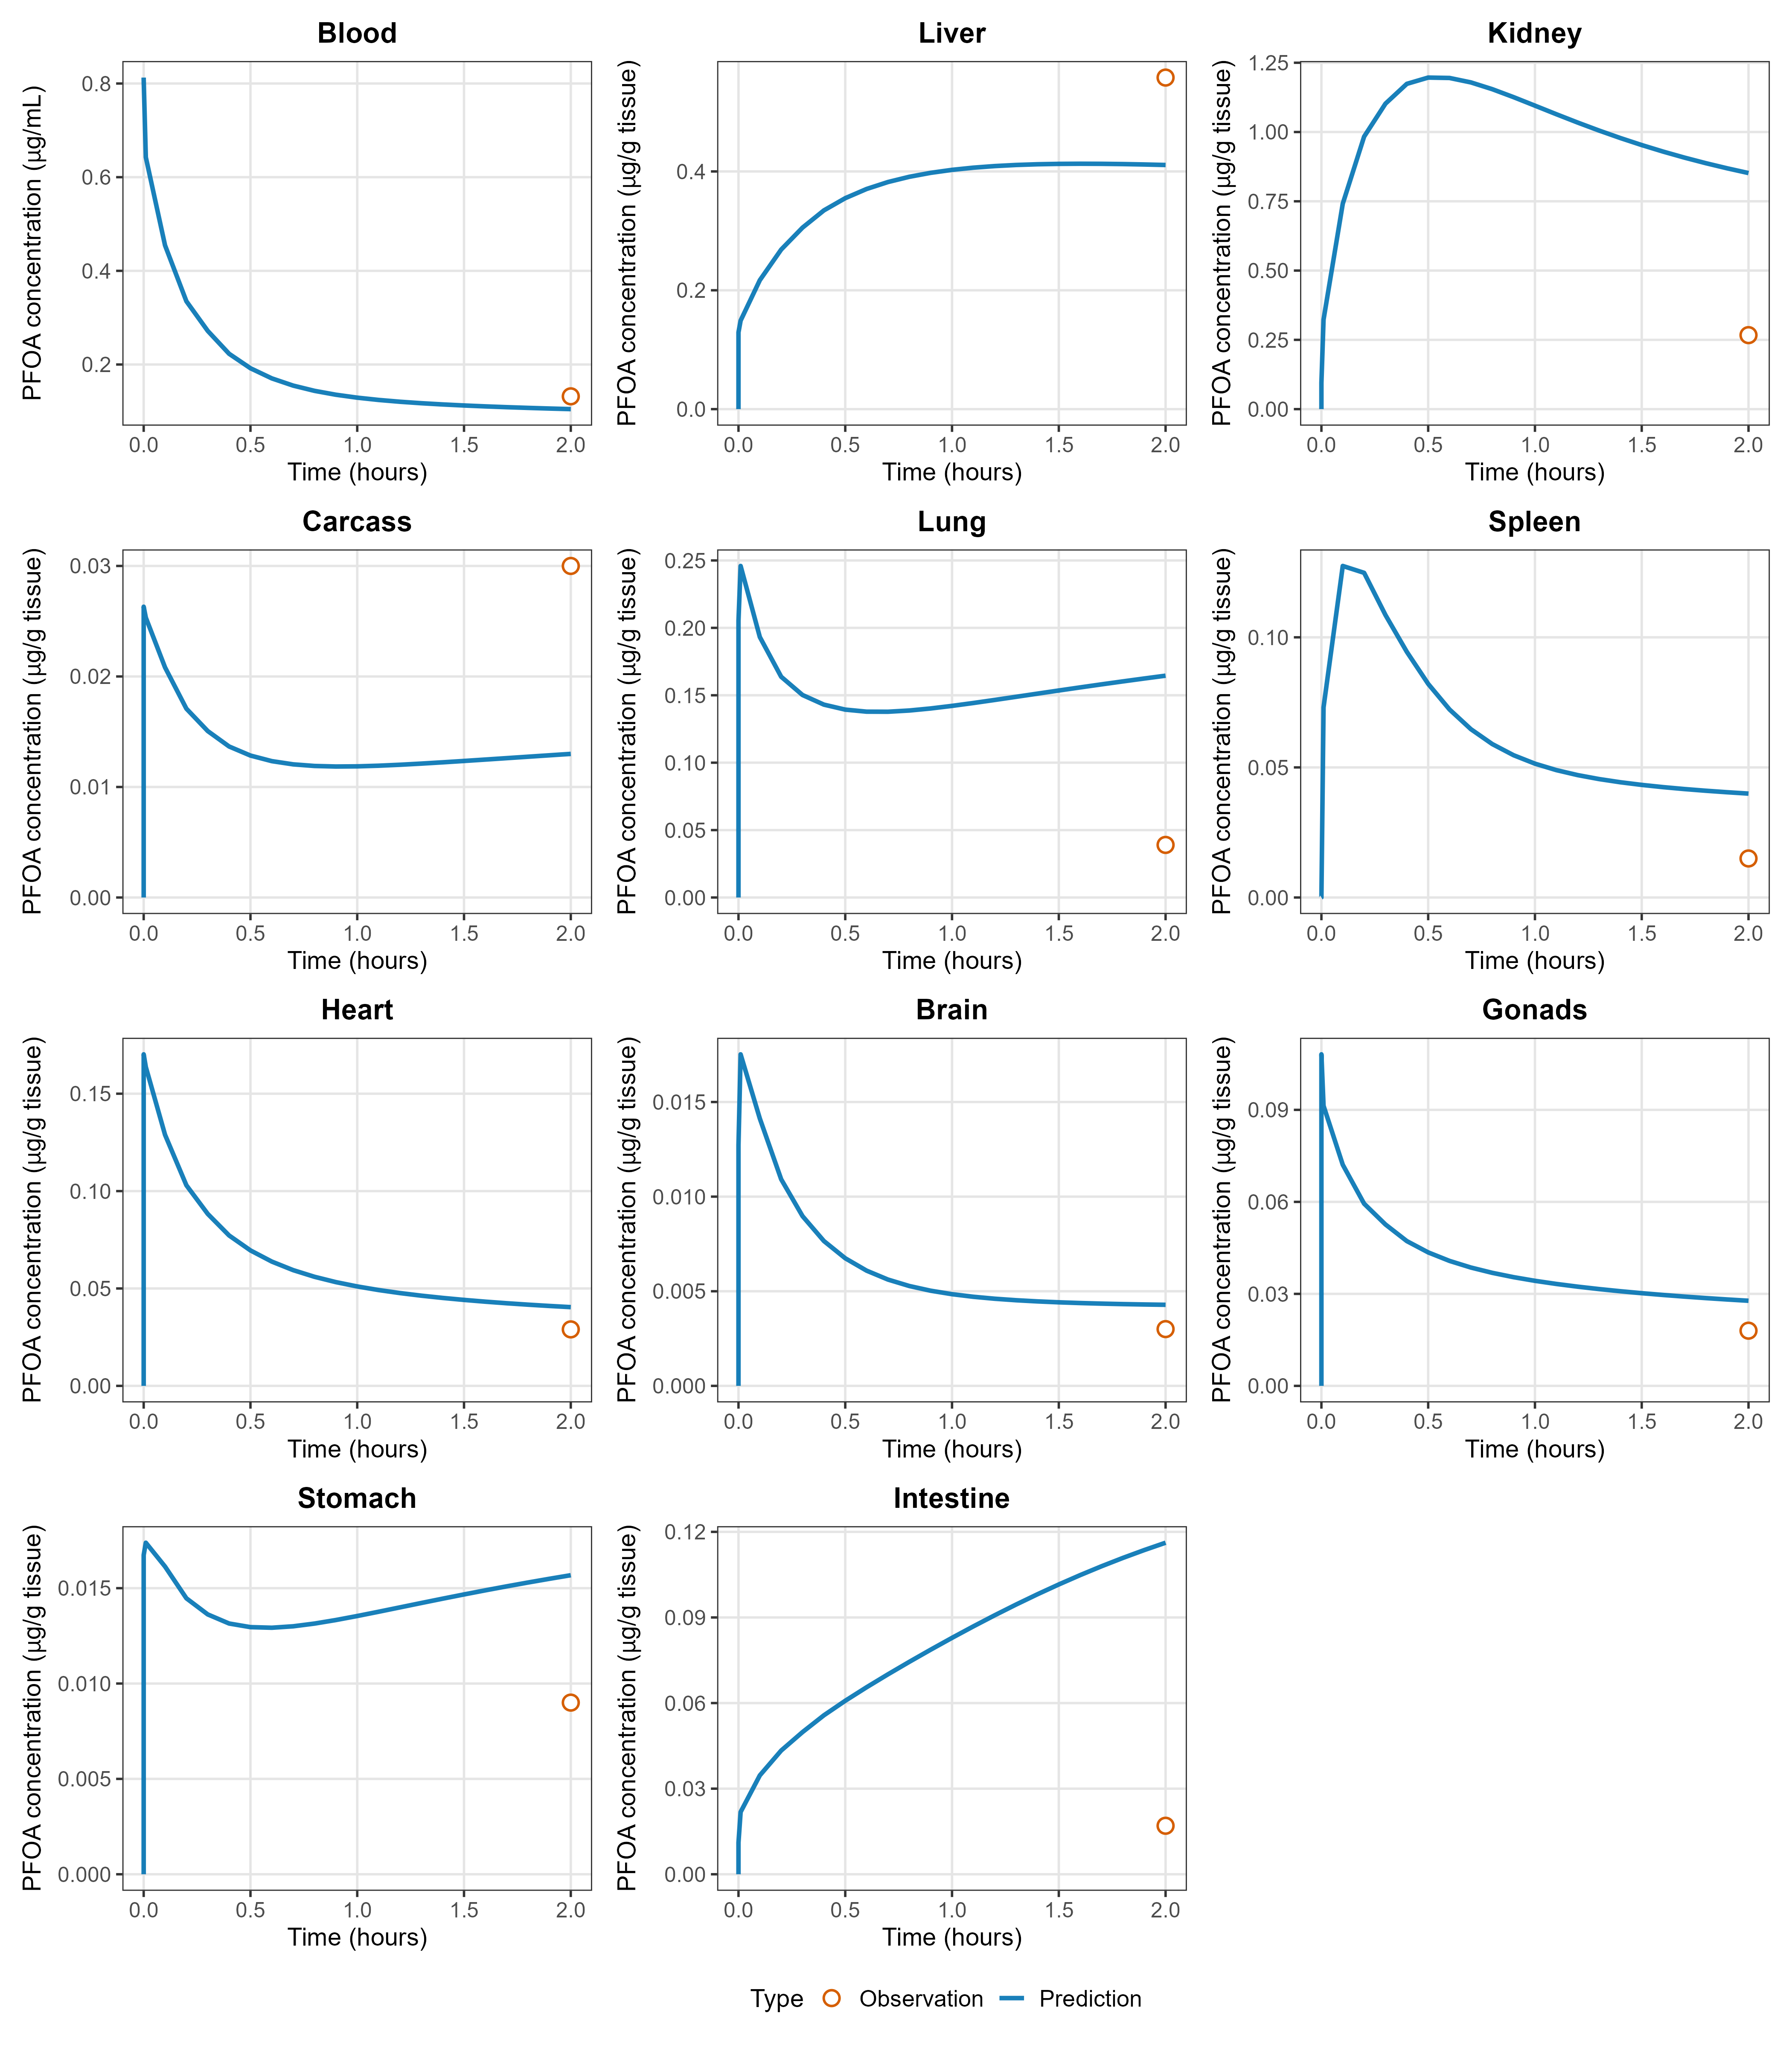 Blood Liver Kidney
PFOA concentration (µg/mL)
0.8
0.6
0.4
0.2
0.0 0.5 1.0 1.5 2.0
Time (hours)
PFOA concentration (µg/g tissue)
0.4
0.2
0.0
0.0 0.5 1.0 1.5 2.0
Time (hours)
PFOA concentration (µg/g tissue)
1.25
1.00
0.75
0.50
0.25
0.00
0.0 0.5 1.0 1.5 2.0
Time (hours)
Carcass Lung Spleen
PFOA concentration (µg/g tissue)
0.03
0.02
0.01
0.00
0.0 0.5 1.0 1.5 2.0
Time (hours)
PFOA concentration (µg/g tissue)
0.25
0.20
0.15
0.10
0.05
0.00
0.0 0.5 1.0 1.5 2.0
Time (hours)
PFOA concentration (µg/g tissue)
0.10
0.05
0.00
0.0 0.5 1.0 1.5 2.0
Time (hours)
Heart Brain Gonads
PFOA concentration (µg/g tissue)
0.15
0.10
0.05
0.00
0.0 0.5 1.0 1.5 2.0
Time (hours)
PFOA concentration (µg/g tissue)
0.015
0.010
0.005
0.000
0.0 0.5 1.0 1.5 2.0
Time (hours)
PFOA concentration (µg/g tissue)
0.09
0.06
0.03
0.00
0.0 0.5 1.0 1.5 2.0
Time (hours)
Stomach Intestine
PFOA concentration (µg/g tissue)
0.015
0.010
0.005
0.000
0.0 0.5 1.0 1.5 2.0
Time (hours)
PFOA concentration (µg/g tissue)
0.12
0.09
0.06
0.03
0.00
0.0 0.5 1.0 1.5 2.0
Time (hours)
Type Observation Prediction